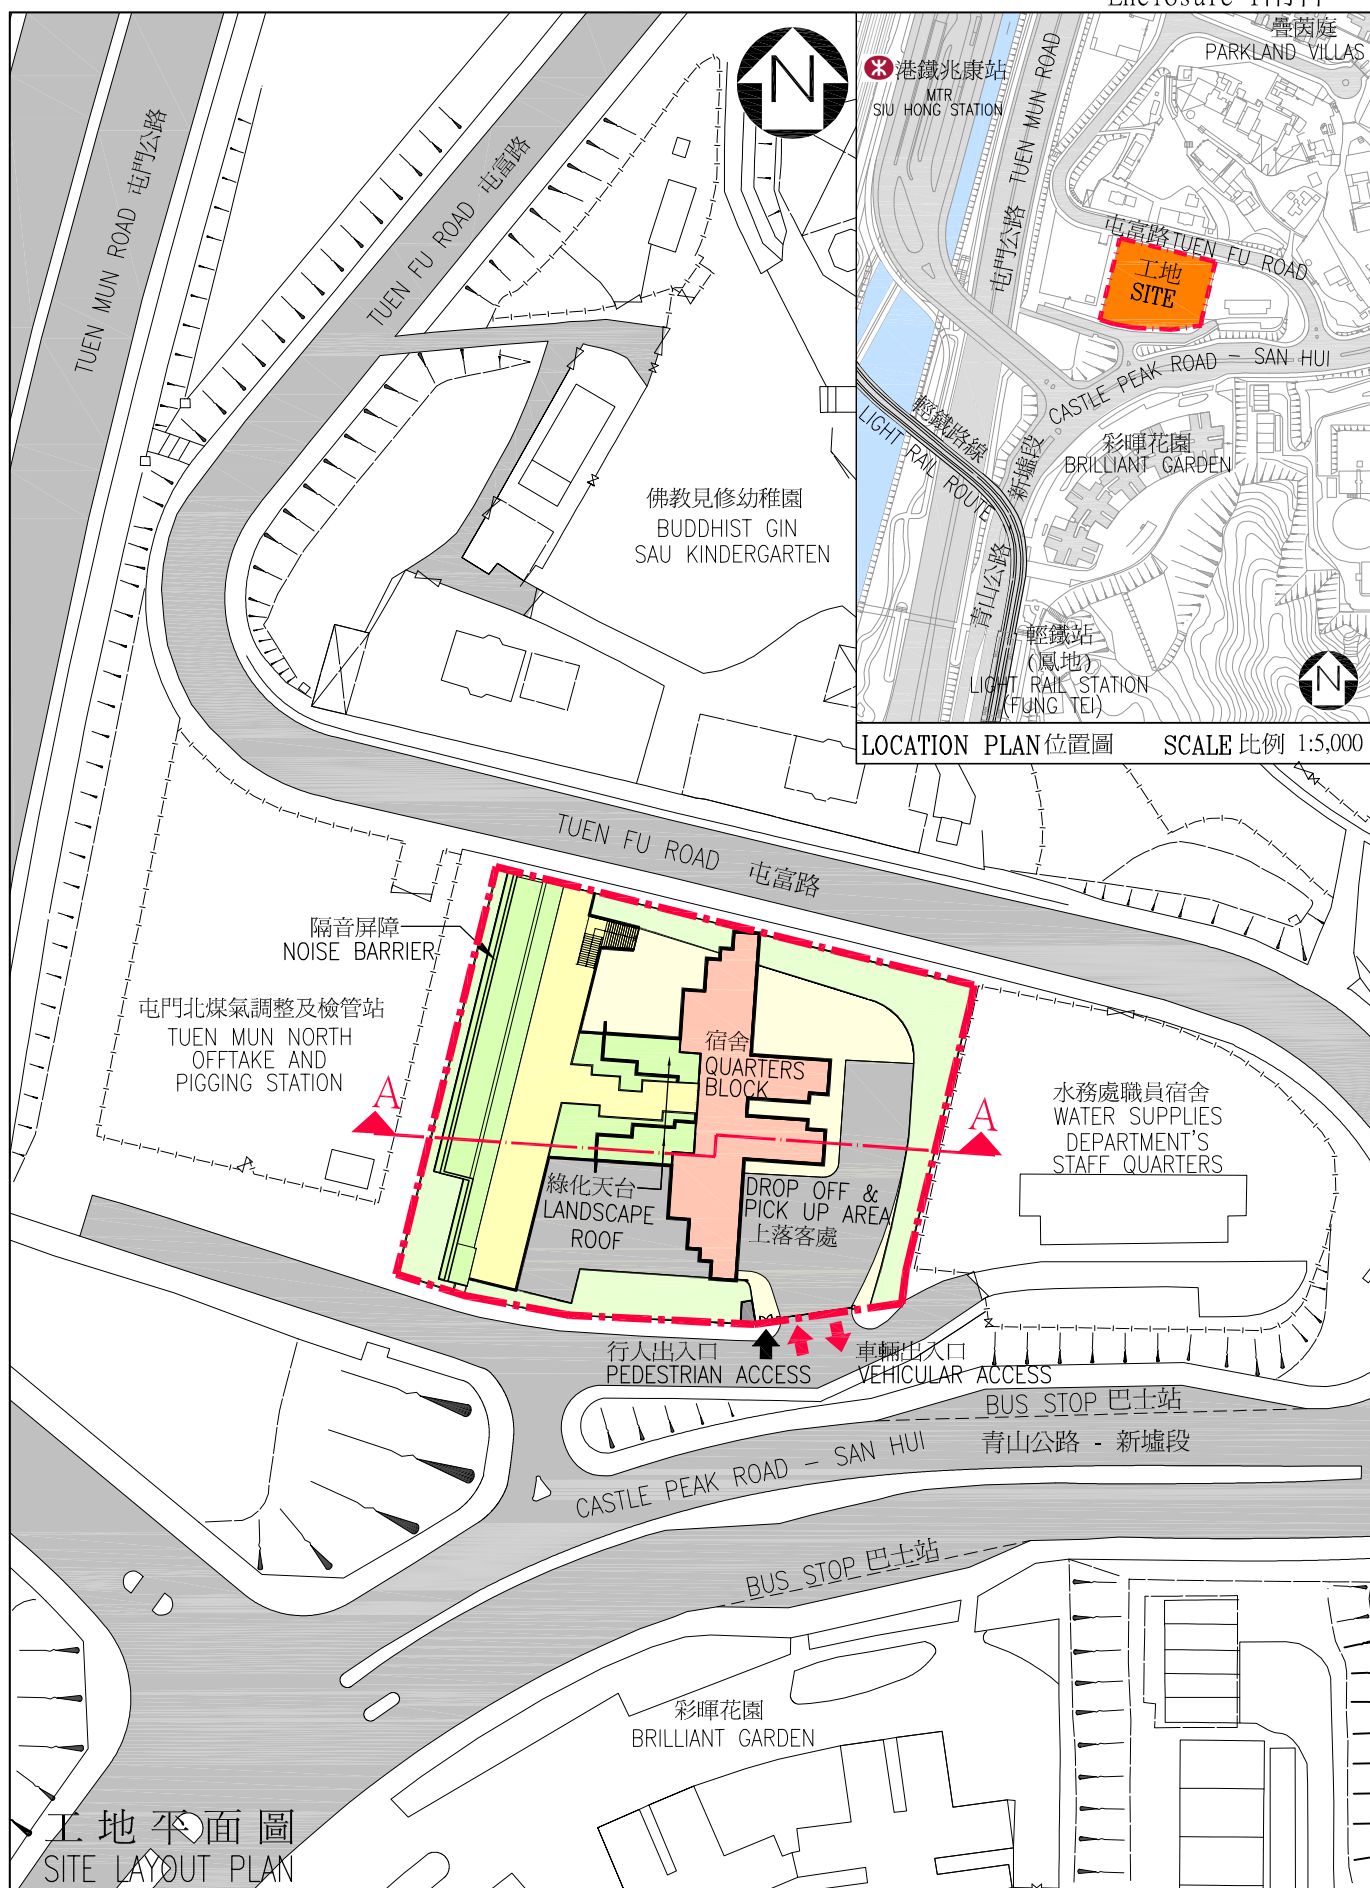 疊茵庭
PARKLAND VILLAS
港鐵兆康站
MTR
SIU HONG STATION
屯門公路 TUEN MUN ROAD
屯富路 TUEN FU ROAD
工地
SITE
CASTLE PEAK ROAD - SAN HUI
輕鐵路線
LIGHT RAIL ROUTE
新墟段
青山公路
彩暉花園
BRILLIANT GARDEN
輕鐵站
(鳳地)
LIGHT RAIL STATION
(FUNG TEI)
N
LOCATION PLAN 位置圖 SCALE 比例 1:5,000
N
TUEN MUN ROAD 屯門公路
TUEN FU ROAD 屯富路
佛教見修幼稚園
BUDDHIST GIN
SAU KINDERGARTEN
TUEN FU ROAD 屯富路
隔音屏障
NOISE BARRIER
屯門北煤氣調整及檢管站
TUEN MUN NORTH
OFFTAKE AND
PIGGING STATION
A
宿舍
QUARTERS
BLOCK
A
水務處職員宿舍
WATER SUPPLIES
DEPARTMENT'S
STAFF QUARTERS
綠化天台
LANDSCAPE
ROOF
DROP OFF &
PICK UP AREA
上落客處
行人出入口
PEDESTRIAN ACCESS
車輛出入口
VEHICULAR ACCESS
BUS STOP 巴士站
CASTLE PEAK ROAD - SAN HUI
青山公路 - 新墟段
BUS STOP 巴士站
彩暉花園
BRILLIANT GARDEN
工地平面圖
SITE LAYOUT PLAN